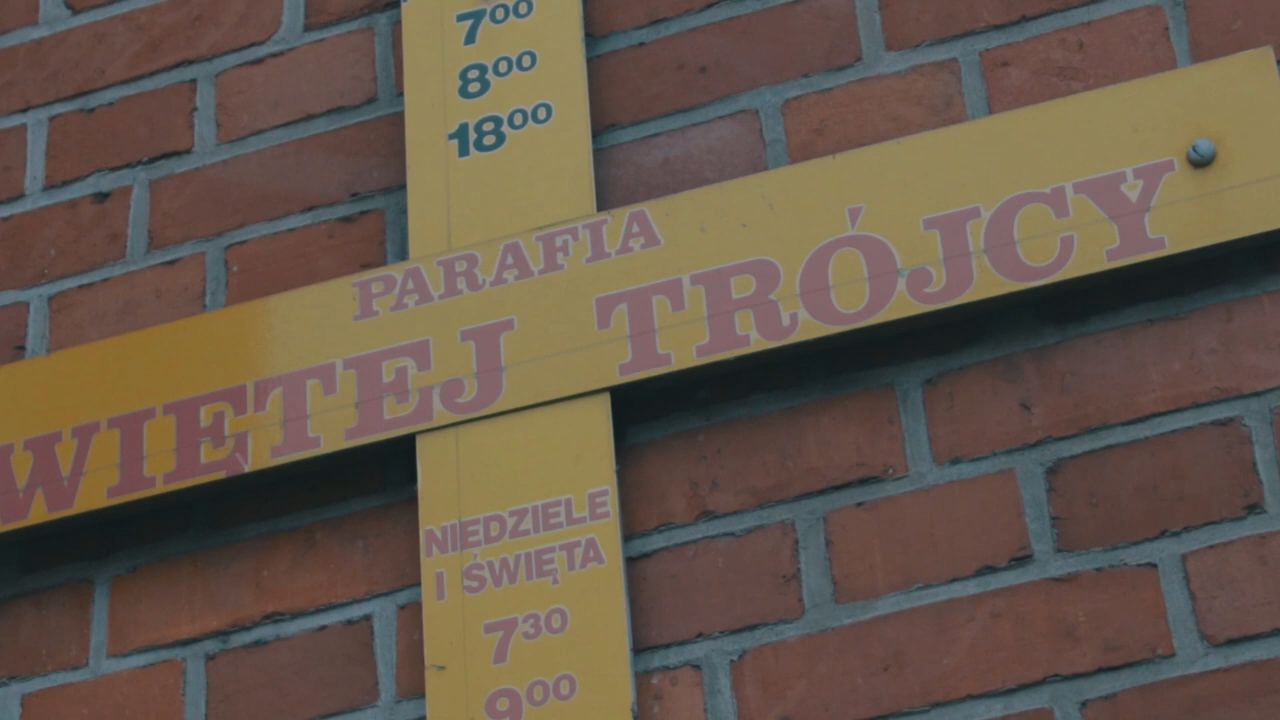 7⁰⁰
8⁰⁰
18⁰⁰
PARAFIA
WIĘTEJ TRÓJCY
NIEDZIELE
I ŚWIĘTA
7³⁰
9⁰⁰